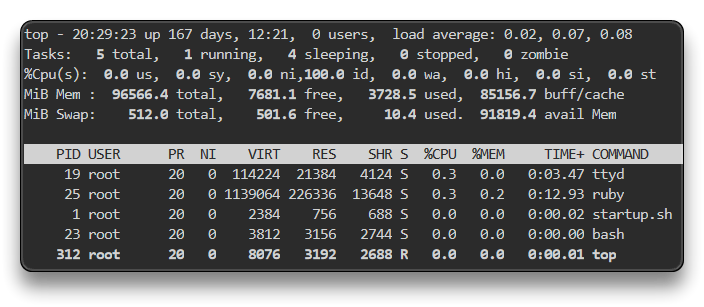 top - 20:29:23 up 167 days, 12:21,  0 users,  load average: 0.02, 0.07, 0.08
Tasks:   5 total,   1 running,   4 sleeping,   0 stopped,   0 zombie
%Cpu(s):  0.0 us,  0.0 sy,  0.0 ni,100.0 id,  0.0 wa,  0.0 hi,  0.0 si,  0.0 st
MiB Mem :  96566.4 total,   7681.1 free,   3728.5 used,  85156.7 buff/cache
MiB Swap:    512.0 total,    501.6 free,     10.4 used.  91819.4 avail Mem
PID USER      PR  NI    VIRT    RES    SHR S  %CPU  %MEM     TIME+ COMMAND
19 root      20   0  114224  21384   4124 S   0.3   0.0   0:03.47 ttyd
25 root      20   0 1139064 226336  13648 S   0.3   0.2   0:12.93 ruby
1 root      20   0    2384    756    688 S   0.0   0.0   0:00.02 startup.sh
23 root      20   0    3812   3156   2744 S   0.0   0.0   0:00.00 bash
312 root      20   0    8076   3192   2688 R   0.0   0.0   0:00.01 top